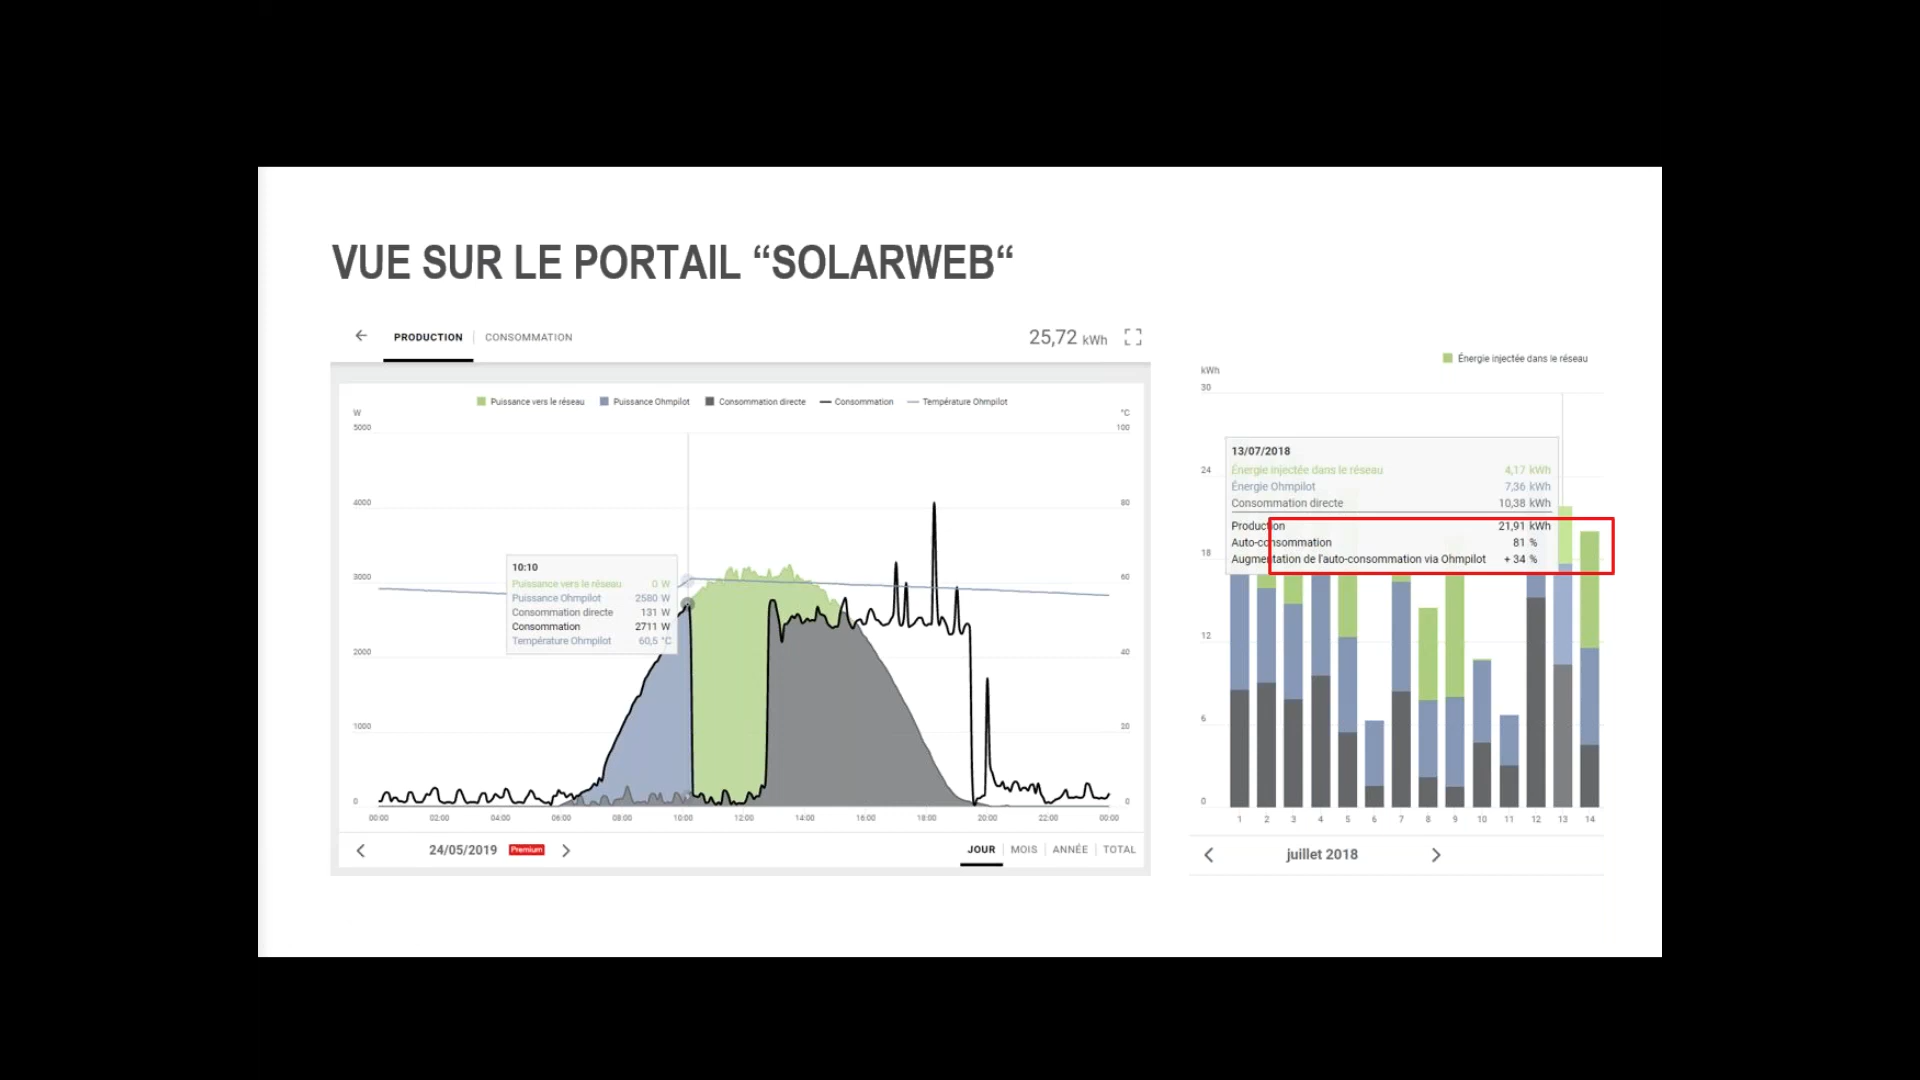 VUE SUR LE PORTAIL “SOLARWEB“
PRODUCTION CONSOMMATION 25,72 kWh
Puissance vers le réseau Puissance Ohmpilot Consommation directe Consommation Température Ohmpilot
W °C
5000 100
4000 80
3000 60
2000 40
1000 20
0 0
10:10
Puissance vers le réseau 0 W
Puissance Ohmpilot 2580 W
Consommation directe 131 W
Consommation 2711 W
Température Ohmpilot 60,5 °C
00:00 02:00 04:00 06:00 08:00 10:00 12:00 14:00 16:00 18:00 20:00 22:00 00:00
24/05/2019 Premium JOUR MOIS ANNÉE TOTAL
Énergie injectée dans le réseau
kWh
30
24
18
12
6
0
13/07/2018
Énergie injectée dans le réseau 4,17 kWh
Énergie Ohmpilot 7,36 kWh
Consommation directe 10,38 kWh
Production 21,91 kWh
Auto-consommation 81 %
Augmentation de l'auto-consommation via Ohmpilot + 34 %
1 2 3 4 5 6 7 8 9 10 11 12 13 14
juillet 2018